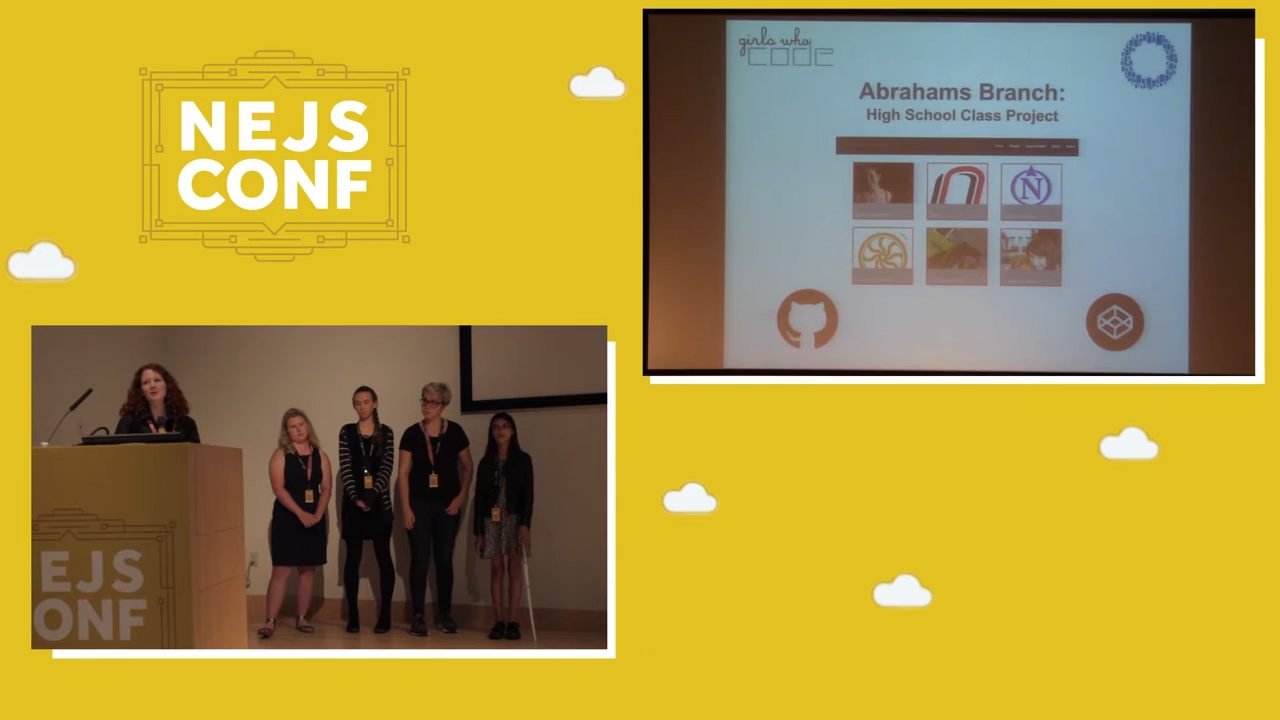 NEJS
CONF
girls who
code
Abrahams Branch:
High School Class Project
N
EJS
ONF